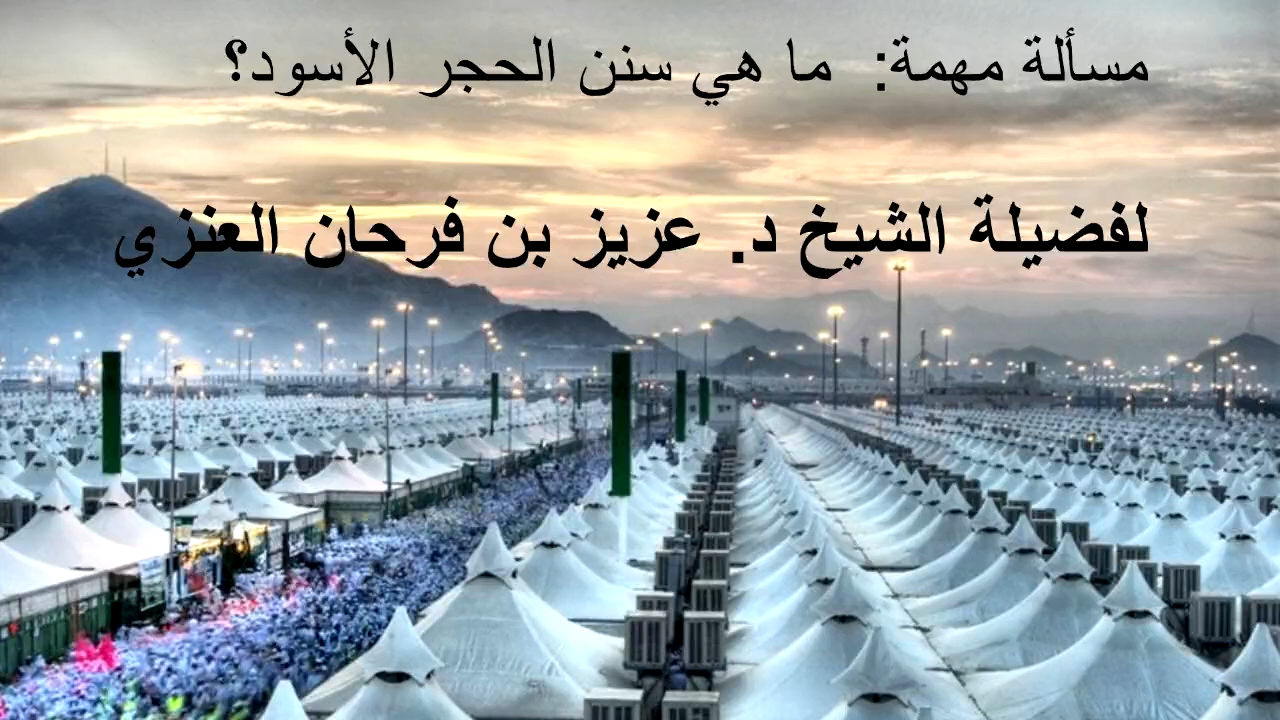 مسألة مهمة: ما هي سنن الحجر الأسود؟
لفضيلة الشيخ د. عزيز بن فرحان العنزي